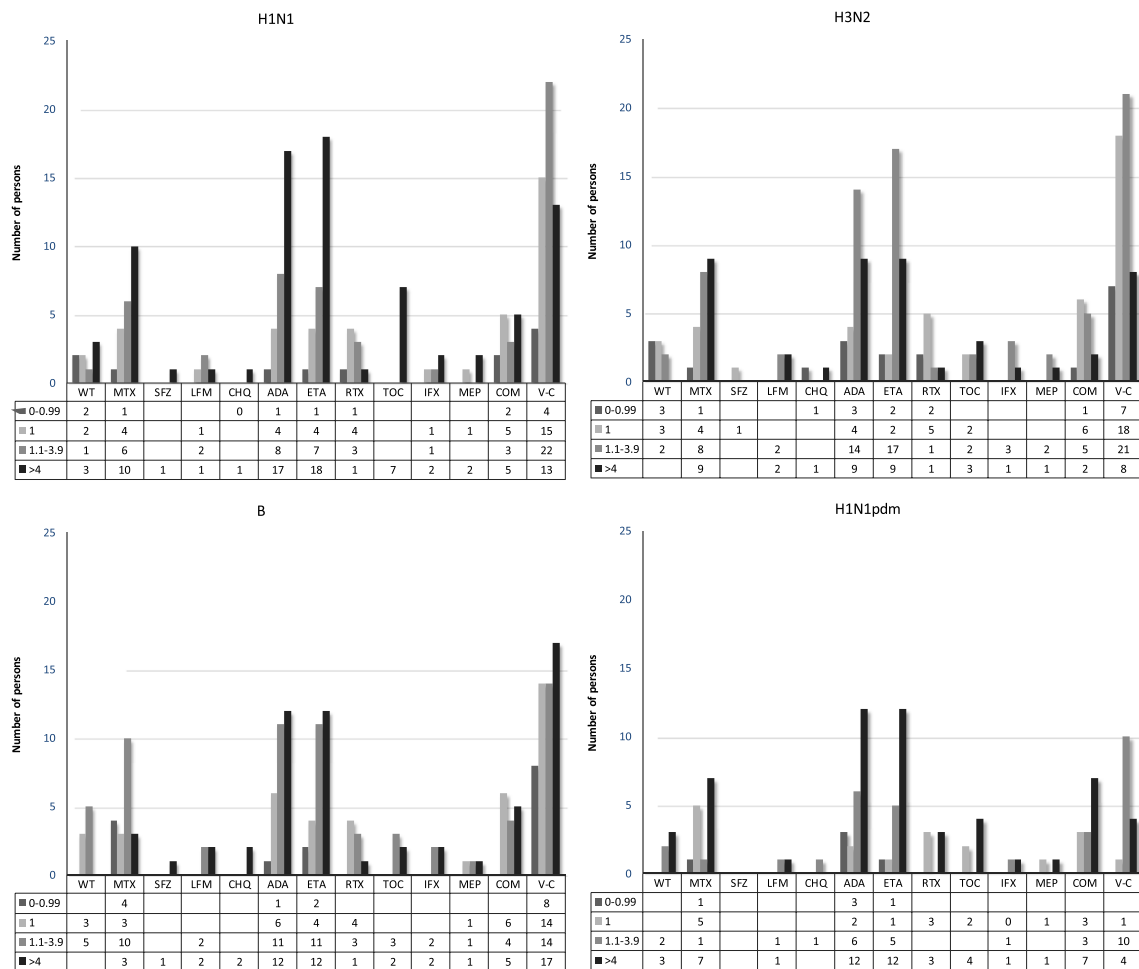 H1N1
25
20
15
10
5
0
Number of persons
WT MTX SFZ LFM CHQ ADA ETA RTX TOC IFX MEP COM V-C
0-0.99 2 1 0 1 1 1 2 4
1 2 4 1 4 4 4 1 1 5 15
1.1-3.9 1 6 2 8 7 3 1 3 22
>4 3 10 1 1 1 17 18 1 7 2 2 5 13
H3N2
25
20
15
10
5
0
Number of persons
WT MTX SFZ LFM CHQ ADA ETA RTX TOC IFX MEP COM V-C
0-0.99 3 1 1 3 2 2 1 7
1 3 4 1 4 2 5 2 6 18
1.1-3.9 2 8 2 14 17 1 2 3 2 5 21
>4 9 2 1 9 9 1 3 1 1 2 8
B
25
20
15
10
5
0
Number of persons
WT MTX SFZ LFM CHQ ADA ETA RTX TOC IFX MEP COM V-C
0-0.99 4 1 2 8
1 3 3 6 4 4 1 6 14
1.1-3.9 5 10 2 11 11 3 3 2 1 4 14
>4 3 1 2 2 12 12 1 2 2 1 5 17
H1N1pdm
25
20
15
10
5
0
Number of persons
WT MTX SFZ LFM CHQ ADA ETA RTX TOC IFX MEP COM V-C
0-0.99 1 3 1
1 5 2 1 3 2 0 1 3 1
1.1-3.9 2 1 1 1 6 5 1 3 10
>4 3 7 1 12 12 3 4 1 1 7 4